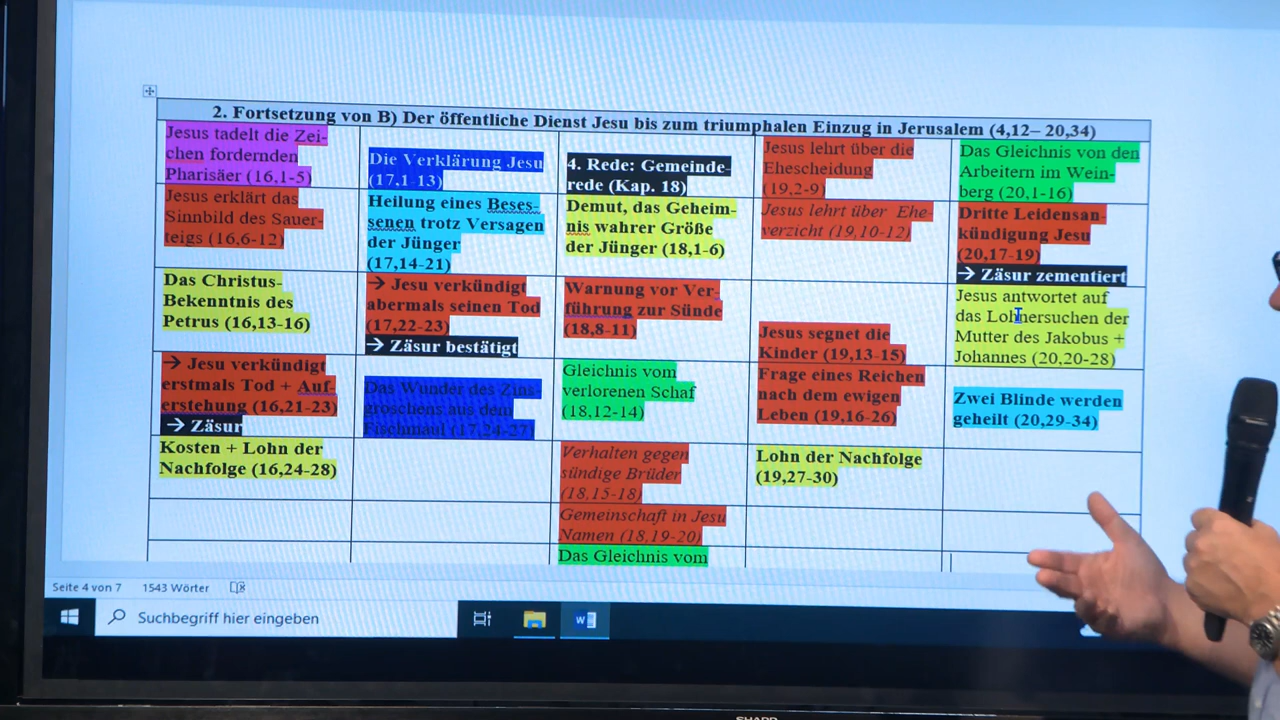 2. Fortsetzung von B) Der öffentliche Dienst Jesu bis zum triumphalen Einzug in Jerusalem (4,12– 20,34)
Jesus tadelt die Zei-
chen fordernden
Pharisäer (16,1-5)
Die Verklärung Jesu
(17,1-13)
4. Rede: Gemeinde-
rede (Kap. 18)
Jesus lehrt über die
Ehescheidung
(19,2-9)
Das Gleichnis von den
Arbeitern im Wein-
berg (20,1-16)
Jesus erklärt das
Sinnbild des Sauer-
teigs (16,6-12)
Heilung eines Beses-
senen trotz Versagen
der Jünger
(17,14-21)
Demut, das Geheim-
nis wahrer Größe
der Jünger (18,1-6)
Jesus lehrt über Ehe-
verzicht (19,10-12)
Dritte Leidensan-
kündigung Jesu
(20,17-19)
→ Zäsur zementiert
Das Christus-
Bekenntnis des
Petrus (16,13-16)
→ Jesu verkündigt
abermals seinen Tod
(17,22-23)
→ Zäsur bestätigt
Warnung vor Ver-
führung zur Sünde
(18,8-11)
Jesus segnet die
Kinder (19,13-15)
Jesus antwortet auf
das Lohnersuchen der
Mutter des Jakobus +
Johannes (20,20-28)
→ Jesu verkündigt
erstmals Tod + Auf-
erstehung (16,21-23)
→ Zäsur
Das Wunder des Zins-
groschens aus dem
Fischmaul (17,24-27)
Gleichnis vom
verlorenen Schaf
(18,12-14)
Frage eines Reichen
nach dem ewigen
Leben (19,16-26)
Zwei Blinde werden
geheilt (20,29-34)
Kosten + Lohn der
Nachfolge (16,24-28)
Verhalten gegen
sündige Brüder
(18,15-18)
Lohn der Nachfolge
(19,27-30)
Gemeinschaft in Jesu
Namen (18,19-20)
Das Gleichnis vom
Seite 4 von 7 1543 Wörter
Suchbegriff hier eingeben
SHARP